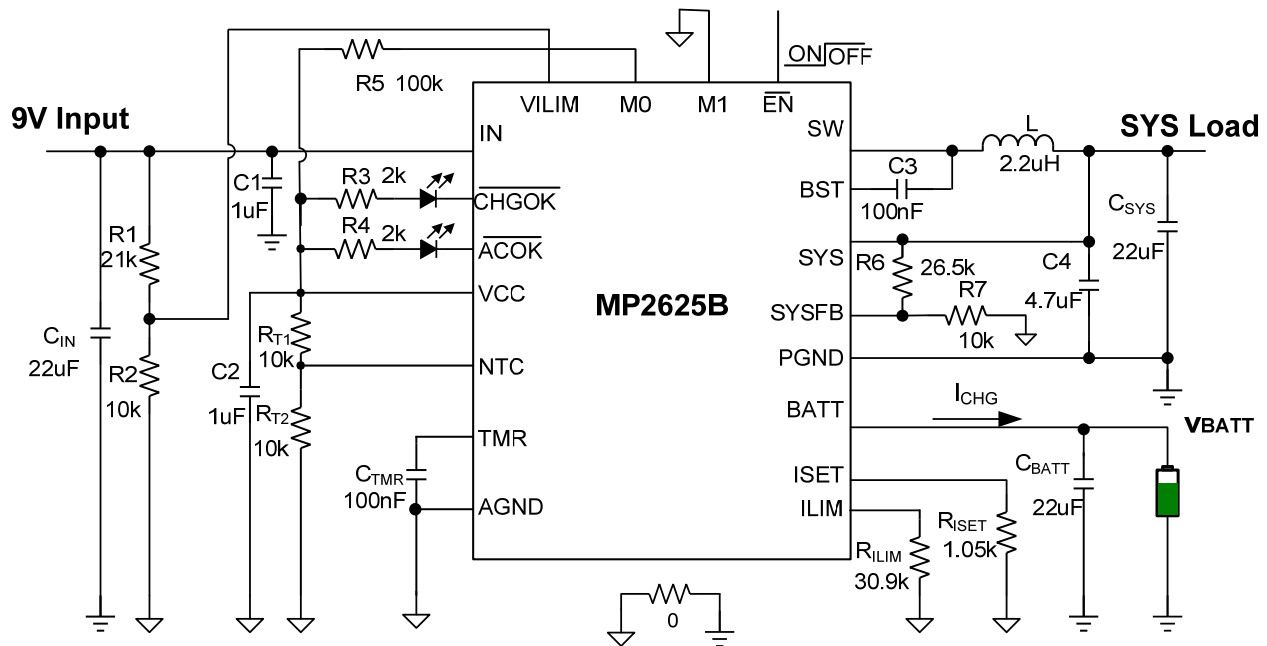 ON OFF
R5 100k
VILIM M0 M1 EN
9V Input
IN
SW
L
SYS Load
2.2uH
C1
1uF
R3 2k
CHGOK
BST
C3
100nF
CSYS
22uF
R1
21k
R4 2k
ACOK
SYS
R6 26.5k
C4
4.7uF
VCC
MP2625B
SYSFB
R7
10k
CIN
22uF
RT1
10k
NTC
PGND
R2
10k
C2
1uF
RT2
10k
BATT
ICHG
VBATT
TMR
CTMR
100nF
AGND
ISET
ILIM
CBATT
22uF
RISET
1.05k
RILIM
30.9k
0